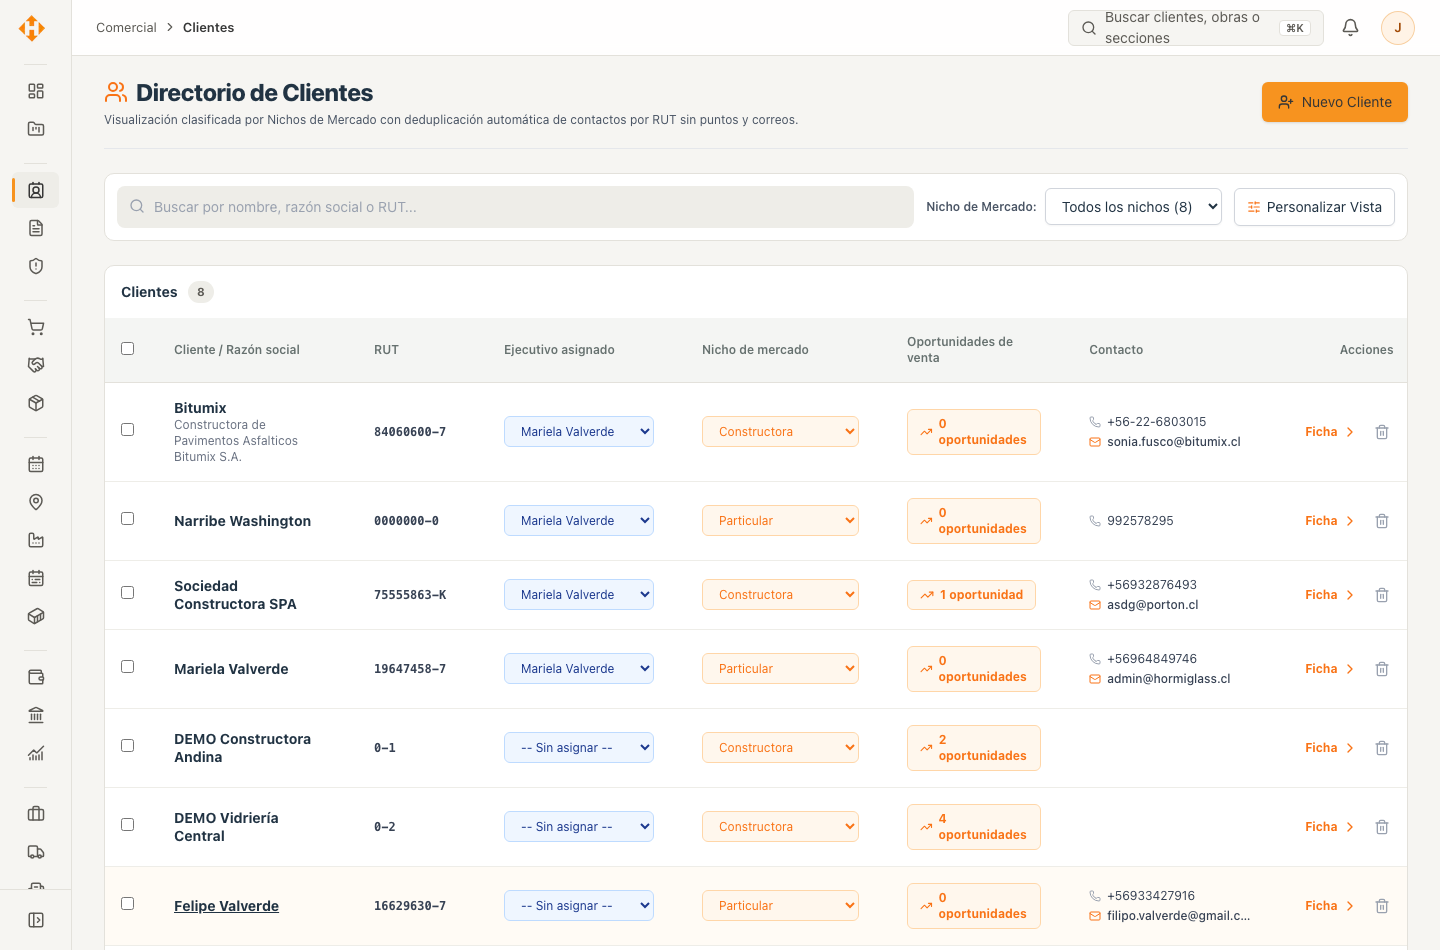 Comercial > Clientes
Buscar clientes, obras o
secciones
⌘K
J
Directorio de Clientes
Visualización clasificada por Nichos de Mercado con deduplicación automática de contactos por RUT sin puntos y correos.
Nuevo Cliente
Buscar por nombre, razón social o RUT...
Nicho de Mercado:
Todos los nichos (8)
Personalizar Vista
Clientes 8
Cliente / Razón social
RUT
Ejecutivo asignado
Nicho de mercado
Oportunidades de
venta
Contacto
Acciones
Bitumix
Constructora de
Pavimentos Asfalticos
Bitumix S.A.
84060600-7
Mariela Valverde
Constructora
0
oportunidades
+56-22-6803015
sonia.fusco@bitumix.cl
Ficha
Narribe Washington
0000000-0
Mariela Valverde
Particular
0
oportunidades
992578295
Ficha
Sociedad
Constructora SPA
75555863-K
Mariela Valverde
Constructora
1 oportunidad
+56932876493
asdg@porton.cl
Ficha
Mariela Valverde
19647458-7
Mariela Valverde
Particular
0
oportunidades
+56964849746
admin@hormiglass.cl
Ficha
DEMO Constructora
Andina
0-1
-- Sin asignar --
Constructora
2
oportunidades
Ficha
DEMO Vidriería
Central
0-2
-- Sin asignar --
Constructora
4
oportunidades
Ficha
Felipe Valverde
16629630-7
-- Sin asignar --
Particular
0
oportunidades
+56933427916
filipo.valverde@gmail.c...
Ficha